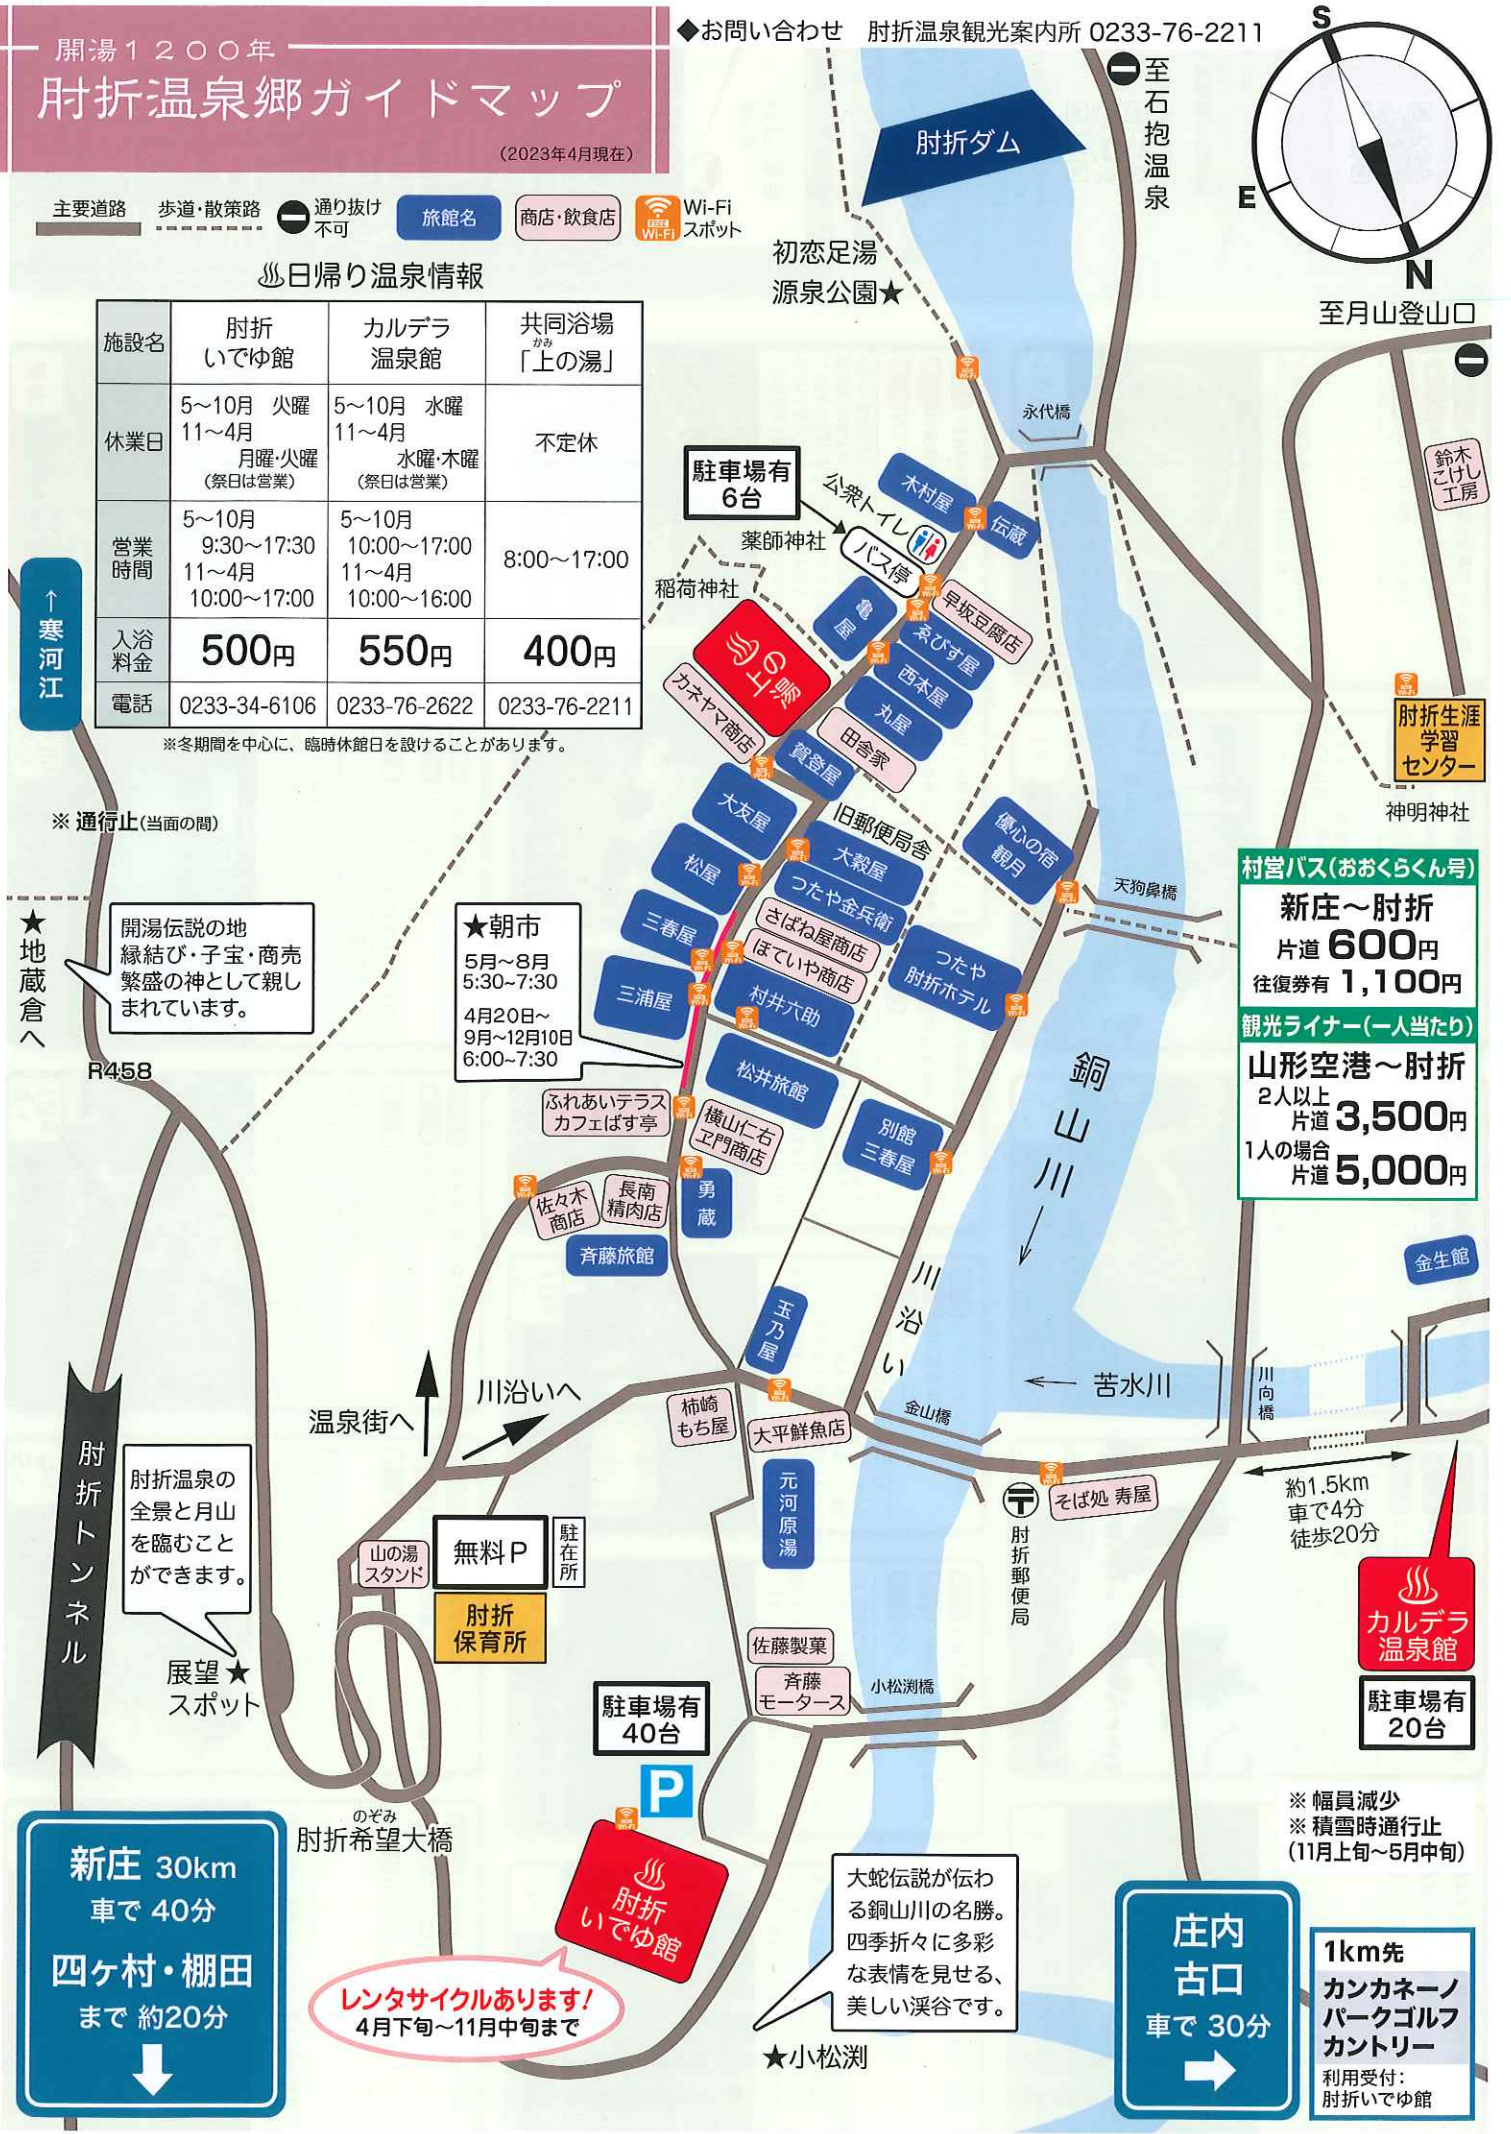 ◆お問い合わせ 肘折温泉観光案内所 0233-76-2211
開湯１２００年
肘折温泉郷ガイドマップ
(2023年4月現在)
主要道路
歩道・散策路
通り抜け
不可
旅館名
商店・飲食店
FREE
Wi-Fi
Wi-Fi
スポット
S
E
N
至石抱温泉
至月山登山口
肘折ダム
初恋足湯
源泉公園★
♨日帰り温泉情報
施設名
肘折
いでゆ館
カルデラ
温泉館
共同浴場
かみ
「上の湯」
休業日
5～10月 火曜
11～4月
月曜・火曜
(祭日は営業)
5～10月 水曜
11～4月
水曜・木曜
(祭日は営業)
不定休
営業
時間
5～10月
9:30～17:30
11～4月
10:00～17:00
5～10月
10:00～17:00
11～4月
10:00～16:00
8:00～17:00
入浴
料金
500円
550円
400円
電話
0233-34-6106
0233-76-2622
0233-76-2211
※冬期間を中心に、臨時休館日を設けることがあります。
↑寒河江
※ 通行止(当面の間)
永代橋
鈴木
こけし
工房
駐車場有
6台
公衆トイレ
木村屋
伝蔵
薬師神社
バス停
稲荷神社
亀屋
早坂豆腐店
ゑびす屋
上の湯
西本屋
カネヤマ商店
丸屋
田舎家
賀登屋
肘折生涯
学習
センター
神明神社
大友屋
旧郵便局舎
優心の宿
観月
松屋
大穀屋
つたや金兵衛
天狗鼻橋
三春屋
さばね屋商店
ほていや商店
つたや
肘折ホテル
三浦屋
村井六助
★地蔵倉へ
開湯伝説の地
縁結び・子宝・商売
繁盛の神として親し
まれています。
R458
★朝市
5月～8月
5:30～7:30
4月20日～
9月～12月10日
6:00～7:30
村営バス(おおくらくん号)
新庄～肘折
片道 600円
往復券有 1,100円
観光ライナー(一人当たり)
山形空港～肘折
2人以上
片道 3,500円
1人の場合
片道 5,000円
松井旅館
銅山川
ふれあいテラス
カフェばす亭
横山仁右
ヱ門商店
別館
三春屋
佐々木
商店
長南
精肉店
勇蔵
斉藤旅館
川沿い
金生館
玉乃屋
苦水川
川向橋
川沿いへ
温泉街へ
柿崎
もち屋
大平鮮魚店
金山橋
肘折トンネル
肘折温泉の
全景と月山
を臨むこと
ができます。
元河原湯
〒
肘折郵便局
そば処 寿屋
約1.5km
車で4分
徒歩20分
山の湯
スタンド
無料Ｐ
駐在所
肘折
保育所
カルデラ
温泉館
駐車場有
20台
展望★
スポット
佐藤製菓
斉藤
モータース
小松渕橋
駐車場有
40台
P
のぞみ
肘折希望大橋
※ 幅員減少
※ 積雪時通行止
(11月上旬～5月中旬)
新庄 30km
車で 40分
四ヶ村・棚田
まで 約20分
肘折
いでゆ館
レンタサイクルあります!
4月下旬～11月中旬まで
大蛇伝説が伝わ
る銅山川の名勝。
四季折々に多彩
な表情を見せる、
美しい渓谷です。
★小松渕
庄内
古口
車で 30分
1km先
カンカネーノ
パークゴルフ
カントリー
利用受付：
肘折いでゆ館